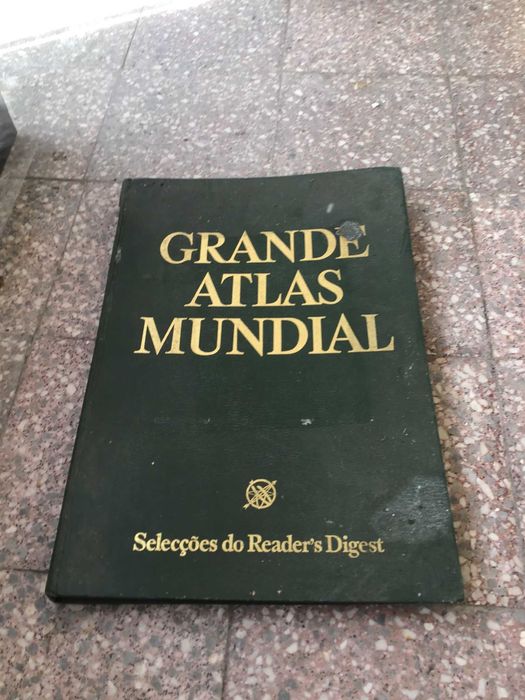 GRANDE
ATLAS
MUNDIAL
Selecções do Reader's Digest